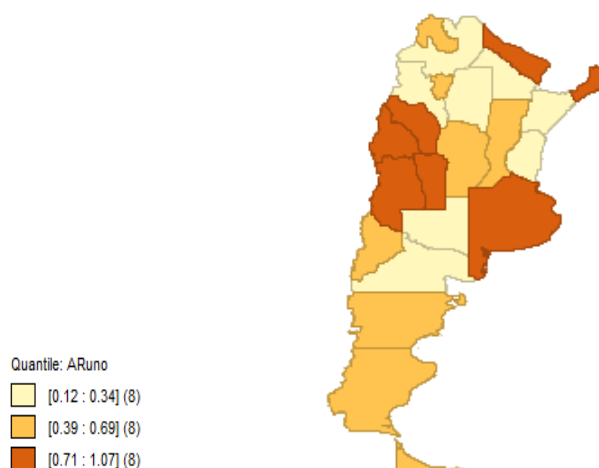 Quantile: ARuno
[0.12 : 0.34] (8)
[0.39 : 0.69] (8)
[0.71 : 1.07] (8)